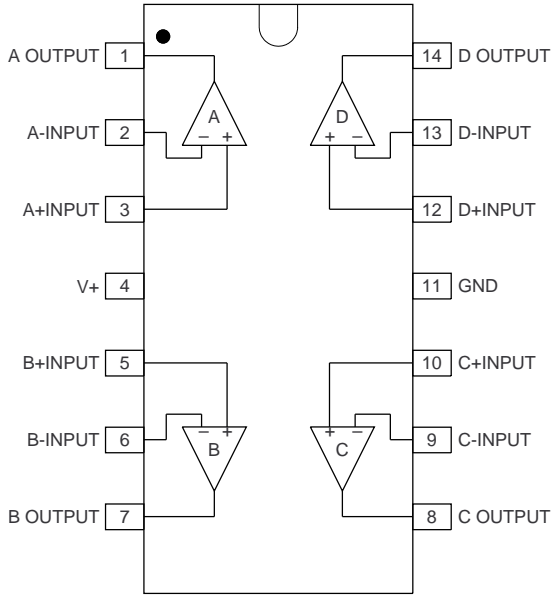 A OUTPUT 1 14 D OUTPUT
A D
A-INPUT 2 − + + − 13 D-INPUT
A+INPUT 3 12 D+INPUT
V+ 4 11 GND
B+INPUT 5 10 C+INPUT
B-INPUT 6 − + + − 9 C-INPUT
B C
B OUTPUT 7 8 C OUTPUT